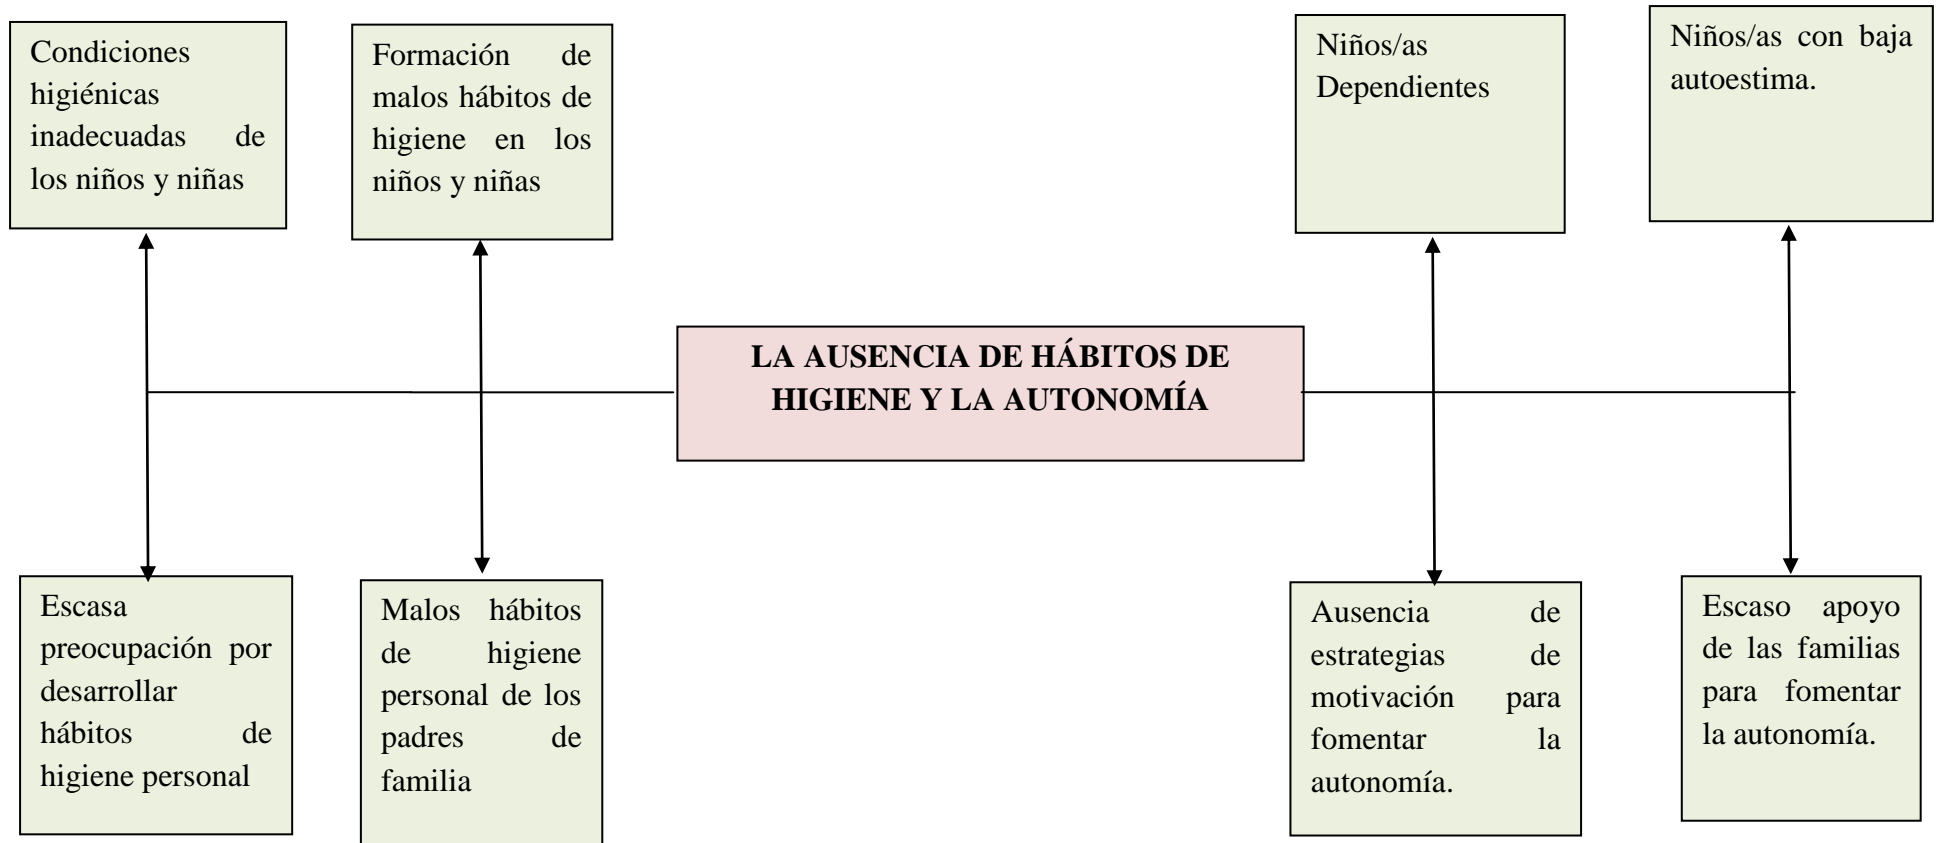 Condiciones
higiénicas
inadecuadas de
los niños y niñas
Formación de
malos hábitos de
higiene en los
niños y niñas
Niños/as
Dependientes
Niños/as con baja
autoestima.
LA AUSENCIA DE HÁBITOS DE
HIGIENE Y LA AUTONOMÍA
Escasa
preocupación por
desarrollar
hábitos de
higiene personal
Malos hábitos
de higiene
personal de los
padres de
familia
Ausencia de
estrategias de
motivación para
fomentar la
autonomía.
Escaso apoyo
de las familias
para fomentar
la autonomía.